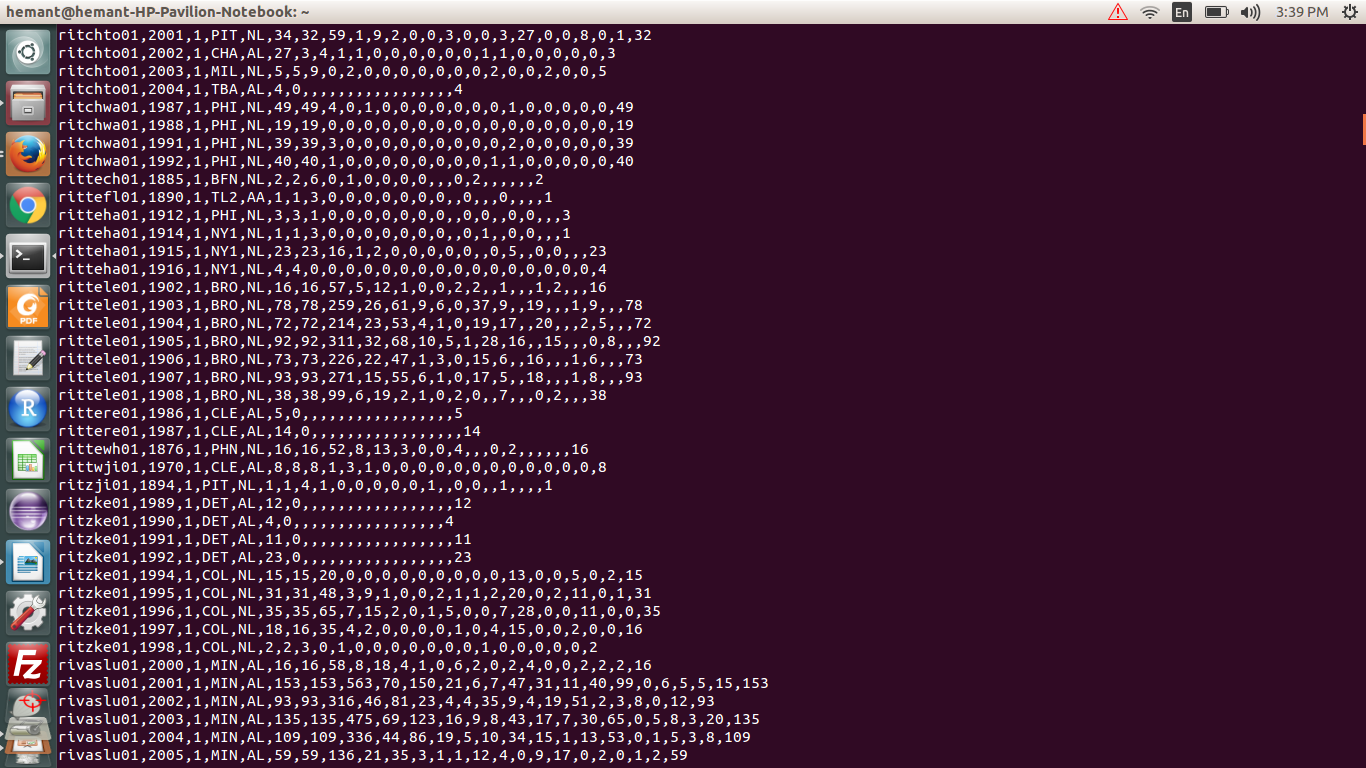 hemant@hemant-HP-Pavilion-Notebook: ~
En
3:39 PM
ritchto01,2001,1,PIT,NL,34,32,59,1,9,2,0,0,3,0,0,3,27,0,0,8,0,1,32
ritchto01,2002,1,CHA,AL,27,3,4,1,1,0,0,0,0,0,0,1,1,0,0,0,0,0,3
ritchto01,2003,1,MIL,NL,5,5,9,0,2,0,0,0,0,0,0,0,2,0,0,2,0,0,5
ritchto01,2004,1,TBA,AL,4,0,,,,,,,,,,,,,,,,,4
ritchwa01,1987,1,PHI,NL,49,49,4,0,1,0,0,0,0,0,0,0,1,0,0,0,0,0,49
ritchwa01,1988,1,PHI,NL,19,19,0,0,0,0,0,0,0,0,0,0,0,0,0,0,0,0,19
ritchwa01,1991,1,PHI,NL,39,39,3,0,0,0,0,0,0,0,0,0,2,0,0,0,0,0,39
ritchwa01,1992,1,PHI,NL,40,40,1,0,0,0,0,0,0,0,0,0,1,1,0,0,0,0,0,40
rittech01,1885,1,BFN,NL,2,2,6,0,1,0,0,0,0,,,0,2,,,,,,2
rittefl01,1890,1,TL2,AA,1,1,3,0,0,0,0,0,0,0,,0,,,0,,,,1
ritteha01,1912,1,PHI,NL,3,3,1,0,0,0,0,0,0,0,,0,0,,0,0,,,3
ritteha01,1914,1,NY1,NL,1,1,3,0,0,0,0,0,0,0,,0,1,,0,0,,,1
ritteha01,1915,1,NY1,NL,23,23,16,1,2,0,0,0,0,0,,0,5,,0,0,,,23
ritteha01,1916,1,NY1,NL,4,4,0,0,0,0,0,0,0,0,0,0,0,0,0,0,0,0,4
rittele01,1902,1,BRO,NL,16,16,57,5,12,1,0,0,2,2,,1,,,1,2,,,16
rittele01,1903,1,BRO,NL,78,78,259,26,61,9,6,0,37,9,,19,,,1,9,,,78
rittele01,1904,1,BRO,NL,72,72,214,23,53,4,1,0,19,17,,20,,,2,5,,,72
rittele01,1905,1,BRO,NL,92,92,311,32,68,10,5,1,28,16,,15,,,0,8,,,92
rittele01,1906,1,BRO,NL,73,73,226,22,47,1,3,0,15,6,,16,,,1,6,,,73
rittele01,1907,1,BRO,NL,93,93,271,15,55,6,1,0,17,5,,18,,,1,8,,,93
rittele01,1908,1,BRO,NL,38,38,99,6,19,2,1,0,2,0,,7,,,0,2,,,38
rittere01,1986,1,CLE,AL,5,0,,,,,,,,,,,,,,,,,5
rittere01,1987,1,CLE,AL,14,0,,,,,,,,,,,,,,,,,,14
rittewh01,1876,1,PHN,NL,16,16,52,8,13,3,0,0,4,,,0,2,,,,,,16
rittwji01,1970,1,CLE,AL,8,8,8,1,3,1,0,0,0,0,0,0,0,0,0,0,0,0,8
ritzji01,1894,1,PIT,NL,1,1,4,1,0,0,0,0,0,1,,0,0,,1,,,,1
ritzke01,1989,1,DET,AL,12,0,,,,,,,,,,,,,,,,,12
ritzke01,1990,1,DET,AL,4,0,,,,,,,,,,,,,,,,,4
ritzke01,1991,1,DET,AL,11,0,,,,,,,,,,,,,,,,,11
ritzke01,1992,1,DET,AL,23,0,,,,,,,,,,,,,,,,,23
ritzke01,1994,1,COL,NL,15,15,20,0,0,0,0,0,0,0,0,0,13,0,0,5,0,2,15
ritzke01,1995,1,COL,NL,31,31,48,3,9,1,0,0,2,1,1,2,20,0,2,11,0,1,31
ritzke01,1996,1,COL,NL,35,35,65,7,15,2,0,1,5,0,0,7,28,0,0,11,0,0,35
ritzke01,1997,1,COL,NL,18,16,35,4,2,0,0,0,0,1,0,4,15,0,0,2,0,0,16
ritzke01,1998,1,COL,NL,2,2,3,0,1,0,0,0,0,0,0,0,1,0,0,0,0,0,2
rivaslu01,2000,1,MIN,AL,16,16,58,8,18,4,1,0,6,2,0,2,4,0,0,2,2,2,16
rivaslu01,2001,1,MIN,AL,153,153,563,70,150,21,6,7,47,31,11,40,99,0,6,5,5,15,153
rivaslu01,2002,1,MIN,AL,93,93,316,46,81,23,4,4,35,9,4,19,51,2,3,8,0,12,93
rivaslu01,2003,1,MIN,AL,135,135,475,69,123,16,9,8,43,17,7,30,65,0,5,8,3,20,135
rivaslu01,2004,1,MIN,AL,109,109,336,44,86,19,5,10,34,15,1,13,53,0,1,5,3,8,109
rivaslu01,2005,1,MIN,AL,59,59,136,21,35,3,1,1,12,4,0,9,17,0,2,0,1,2,59
PDF
R
Fz